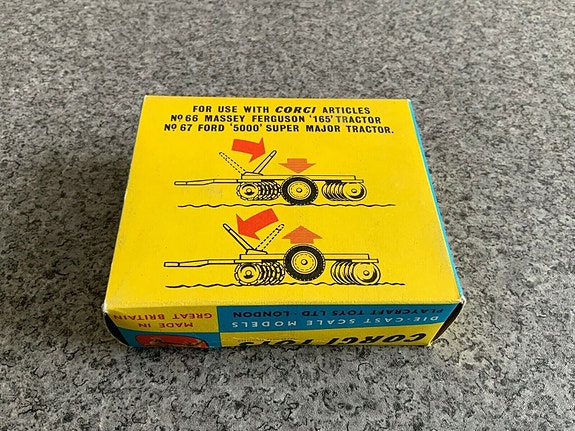 FOR USE WITH CORGI ARTICLES
No 66 MASSEY FERGUSON '165' TRACTOR
No 67 FORD '5000' SUPER MAJOR TRACTOR.
MADE IN
GREAT BRITAIN
DIE-CAST SCALE MODELS
PLAYCRAFT TOYS LTD - LONDON
CORGI TOYS